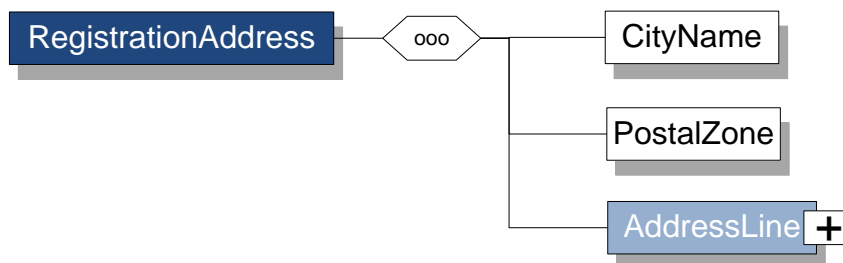 RegistrationAddress
ooo
CityName
PostalZone
AddressLine +